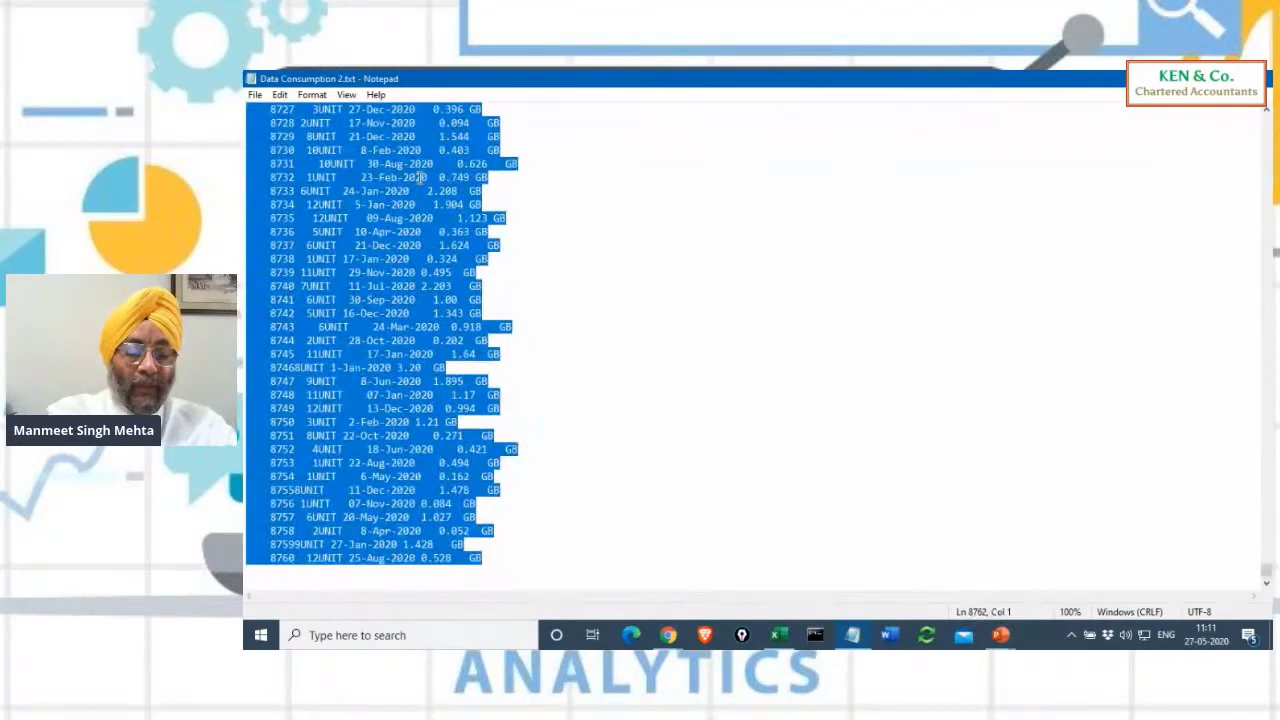 Data Consumption 2.txt - Notepad
KEN & Co.
Chartered Accountants
File Edit Format View Help
8727 3UNIT 27-Dec-2020 0.396 GB
8728 2UNIT 17-Nov-2020 0.094 GB
8729 8UNIT 21-Dec-2020 1.544 GB
8730 10UNIT 8-Feb-2020 0.403 GB
8731 10UNIT 30-Aug-2020 0.626 GB
8732 1UNIT 23-Feb-2020 0.749 GB
8733 6UNIT 24-Jan-2020 2.208 GB
8734 12UNIT 5-Jan-2020 1.904 GB
8735 12UNIT 09-Aug-2020 1.123 GB
8736 5UNIT 10-Apr-2020 0.363 GB
8737 6UNIT 21-Dec-2020 1.624 GB
8738 1UNIT 17-Jan-2020 0.324 GB
8739 11UNIT 29-Nov-2020 0.495 GB
8740 7UNIT 11-Jul-2020 2.203 GB
8741 6UNIT 30-Sep-2020 1.00 GB
8742 5UNIT 16-Dec-2020 1.343 GB
8743 6UNIT 24-Mar-2020 0.918 GB
8744 2UNIT 28-Oct-2020 0.202 GB
8745 11UNIT 17-Jan-2020 1.64 GB
87468UNIT 1-Jan-2020 3.20 GB
8747 9UNIT 8-Jun-2020 1.895 GB
8748 11UNIT 07-Jan-2020 1.17 GB
8749 12UNIT 13-Dec-2020 0.994 GB
8750 3UNIT 2-Feb-2020 1.21 GB
8751 8UNIT 22-Oct-2020 0.271 GB
8752 4UNIT 18-Jun-2020 0.421 GB
8753 1UNIT 22-Aug-2020 0.494 GB
8754 1UNIT 6-May-2020 0.162 GB
87558UNIT 11-Dec-2020 1.478 GB
8756 1UNIT 07-Nov-2020 0.084 GB
8757 6UNIT 20-May-2020 1.027 GB
8758 2UNIT 8-Apr-2020 0.052 GB
87599UNIT 27-Jan-2020 1.428 GB
8760 12UNIT 25-Aug-2020 0.528 GB
Manmeet Singh Mehta
Ln 8762, Col 1 100% Windows (CRLF) UTF-8
Type here to search
ENG
11:11
27-05-2020
5
ANALYTICS